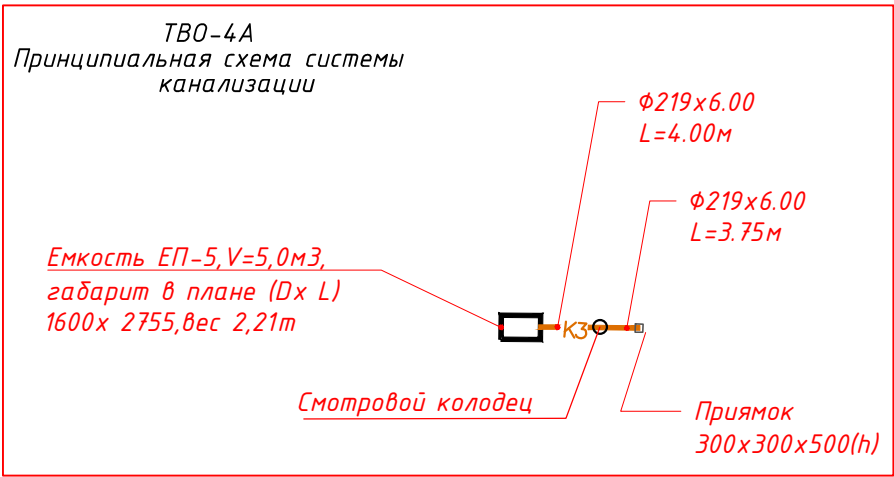 ТВО-4А
Принципиальная схема системы
канализации
Ф219х6.00
L=4.00м
Ф219х6.00
L=3.75м
Емкость ЕП-5,V=5,0м3,
габарит в плане (Dх L)
1600х 2755,вес 2,21т
К3
Смотровой колодец
Приямок
300х300х500(h)